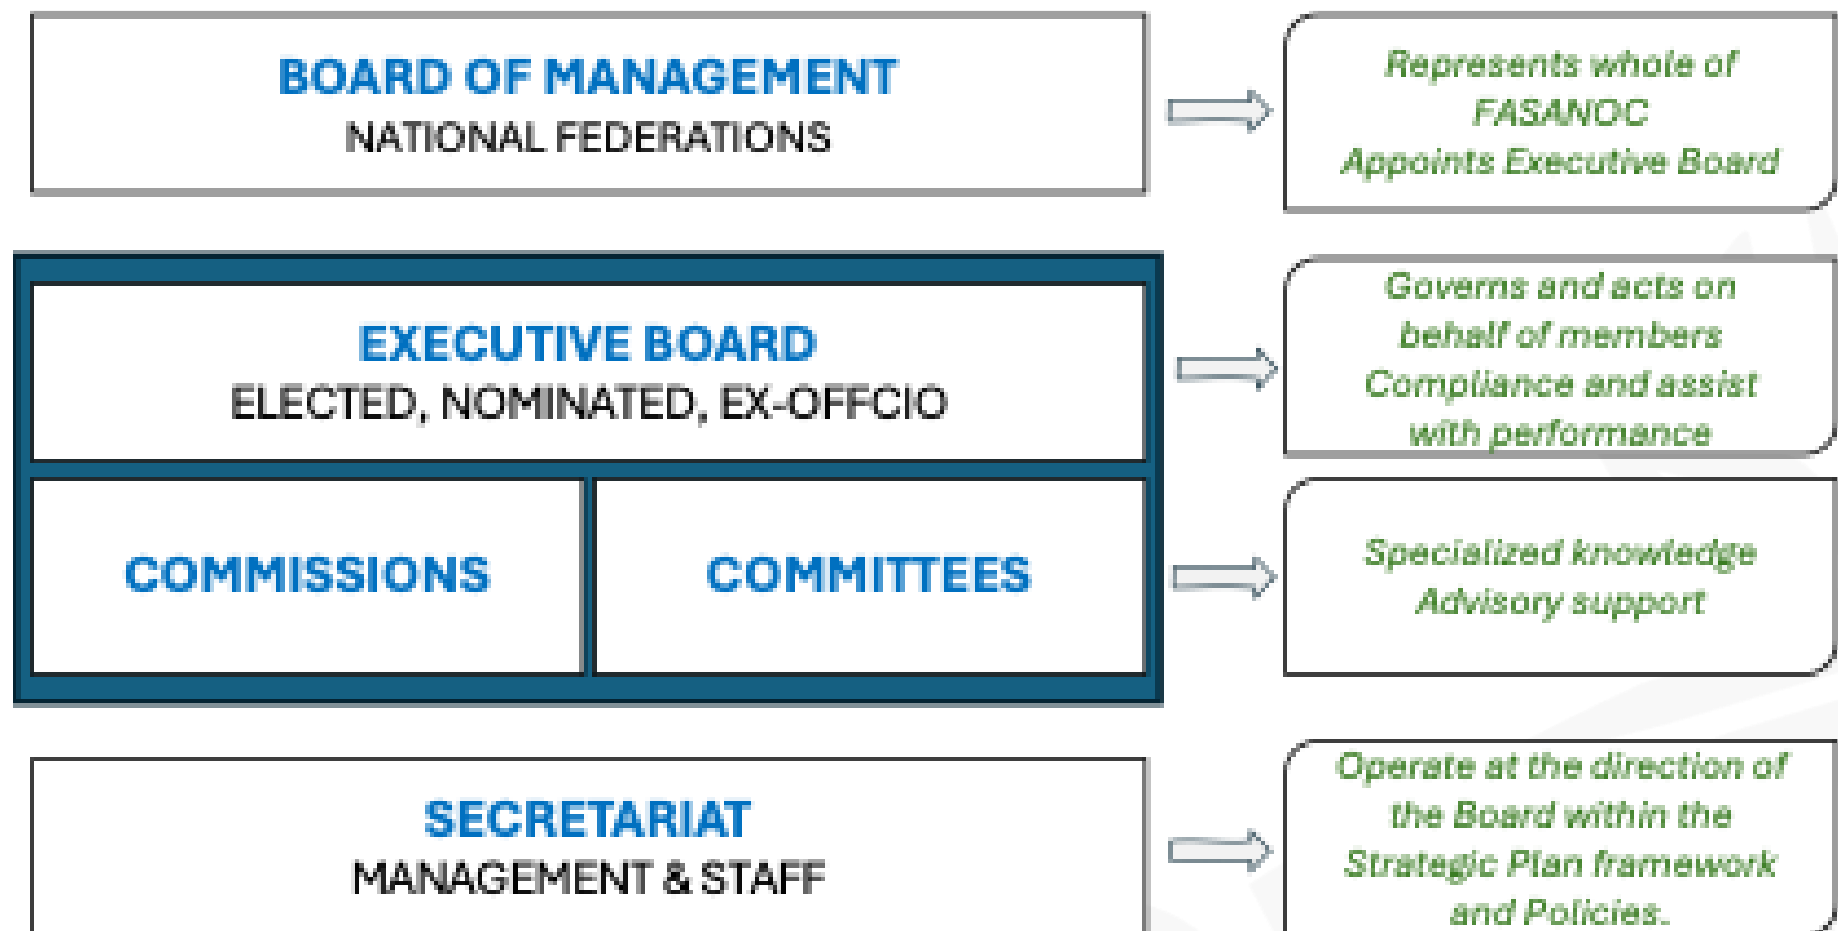 BOARD OF MANAGEMENT
NATIONAL FEDERATIONS
Represents whole of
FASANOC
Appoints Executive Board
EXECUTIVE BOARD
ELECTED, NOMINATED, EX-OFFCIO
Governs and acts on
behalf of members
Compliance and assist
with performance
COMMISSIONS
COMMITTEES
Specialized knowledge
Advisory support
SECRETARIAT
MANAGEMENT & STAFF
Operate at the direction of
the Board within the
Strategic Plan framework
and Policies.